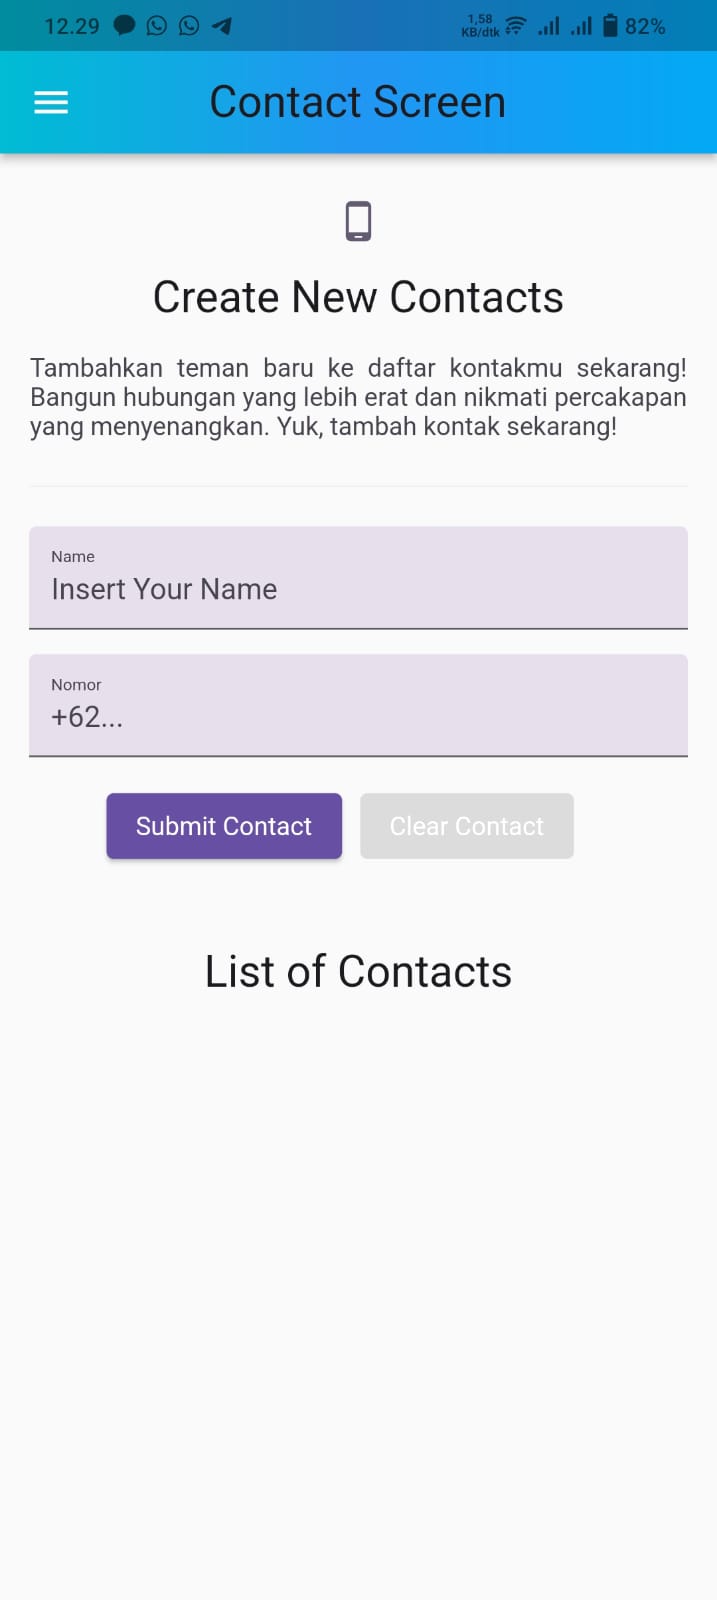 12.29
1,58
KB/dtk
82%
Contact Screen
Create New Contacts
Tambahkan teman baru ke daftar kontakmu sekarang!
Bangun hubungan yang lebih erat dan nikmati percakapan
yang menyenangkan. Yuk, tambah kontak sekarang!
Name
Insert Your Name
Nomor
+62...
Submit Contact
Clear Contact
List of Contacts